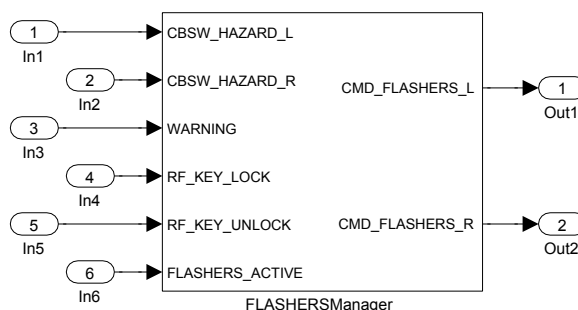 1
In1
CBSW_HAZARD_L
2
In2
CBSW_HAZARD_R
CMD_FLASHERS_L
1
Out1
3
In3
WARNING
4
In4
RF_KEY_LOCK
5
In5
RF_KEY_UNLOCK
CMD_FLASHERS_R
2
Out2
6
In6
FLASHERS_ACTIVE
FLASHERSManager